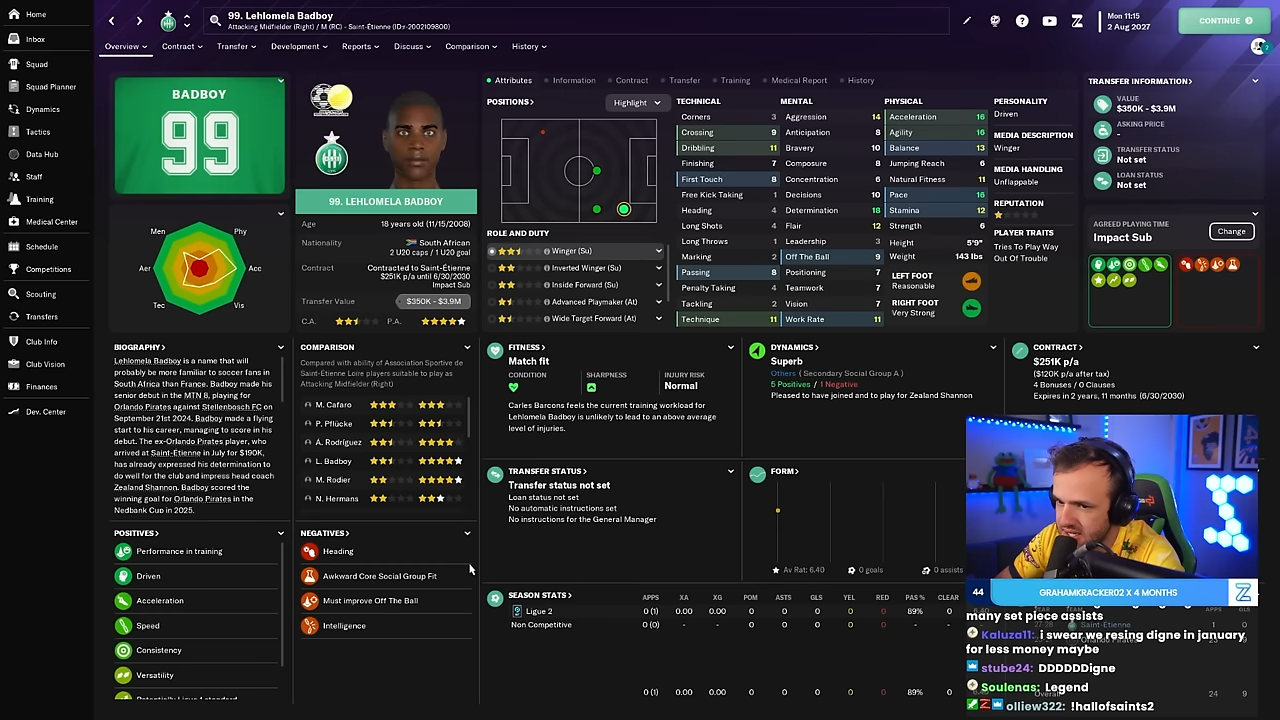 99. Lehlomela Badboy
Attacking Midfielder (Right) / M (RC) - Saint-Étienne (ID: r-2002109800)
Mon 11:15
2 Aug 2027
CONTINUE
Home
Inbox
Squad
Squad Planner
Dynamics
Tactics
Data Hub
Staff
Training
Medical Center
Schedule
Competitions
Scouting
Transfers
Club Info
Club Vision
Finances
Dev. Center
Overview
Contract
Transfer
Development
Reports
Discuss
Comparison
History
BADBOY
99
Men
Phy
Aer
Acc
Tec
Vis
99. LEHLOMELA BADBOY
Age
18 years old (11/15/2008)
Nationality
South African
2 U20 caps / 1 U20 goal
Contract
Contracted to Saint-Étienne
$251K p/a until 6/30/2030
Impact Sub
Transfer Value
$350K - $3.9M
C.A.
P.A.
Attributes
Information
Contract
Transfer
Training
Medical Report
History
POSITIONS >
Highlight
ROLE AND DUTY
Winger (Su)
Inverted Winger (Su)
Inside Forward (Su)
Advanced Playmaker (At)
Wide Target Forward (At)
TECHNICAL
Corners 3
Crossing 9
Dribbling 11
Finishing 7
First Touch 8
Free Kick Taking 1
Heading 4
Long Shots 4
Long Throws 1
Marking 2
Passing 8
Penalty Taking 4
Tackling 2
Technique 11
MENTAL
Aggression 14
Anticipation 8
Bravery 10
Composure 8
Concentration 6
Decisions 10
Determination 18
Flair 12
Leadership 3
Off The Ball 9
Positioning 7
Teamwork 7
Vision 7
Work Rate 11
PHYSICAL
Acceleration 16
Agility 16
Balance 13
Jumping Reach 6
Natural Fitness 11
Pace 16
Stamina 12
Strength 6
Height 5'9"
Weight 143 lbs
LEFT FOOT
Reasonable
RIGHT FOOT
Very Strong
PERSONALITY
Driven
MEDIA DESCRIPTION
Winger
MEDIA HANDLING
Unflappable
REPUTATION
PLAYER TRAITS
Tries To Play Way
Out Of Trouble
TRANSFER INFORMATION >
VALUE
$350K - $3.9M
ASKING PRICE
-
TRANSFER STATUS
Not set
LOAN STATUS
Not set
AGREED PLAYING TIME
Impact Sub
Change
BIOGRAPHY >
Lehlomela Badboy is a name that will
probably be more familiar to soccer fans in
South Africa than France. Badboy made his
senior debut in the MTN 8, playing for
Orlando Pirates against Stellenbosch FC on
September 21st 2024. Badboy made a flying
start to his career, managing to score in his
debut. The ex-Orlando Pirates player, who
arrived at Saint-Étienne in July for $190K,
has already expressed his determination to
do well for the club and impress head coach
Zealand Shannon. Badboy scored the
winning goal for Orlando Pirates in the
Nedbank Cup in 2025.
COMPARISON >
Compared with ability of Association Sportive de
Saint-Étienne Loire players suitable to play as
Attacking Midfielder (Right)
M. Cafaro
P. Pflücke
Á. Rodríguez
L. Badboy
M. Rodier
N. Hermans
FITNESS >
Match fit
CONDITION
SHARPNESS
INJURY RISK
Normal
Carles Barcons feels the current training workload for
Lehlomela Badboy is unlikely to lead to an above average
level of injuries.
DYNAMICS >
Superb
Others ( Secondary Social Group A )
5 Positives / 1 Negative
Pleased to have joined and to play for Zealand Shannon
CONTRACT >
$251K p/a
($120K p/a after tax)
4 Bonuses / 0 Clauses
Expires in 2 years, 11 months (6/30/2030)
TRANSFER STATUS >
Transfer status not set
Loan status not set
No automatic instructions set
No instructions for the General Manager
FORM >
Av Rat: 6.40
0 goals
0 assists
POSITIVES >
Performance in training
Driven
Acceleration
Speed
Consistency
Versatility
NEGATIVES >
Heading
Awkward Core Social Group Fit
Must improve Off The Ball
Intelligence
SEASON STATS >
APPS XA XG POM ASTS GLS YEL RED PAS % CLEAR
Ligue 2 0 (1) 0.00 0.00 0 0 0 0 0 89% 0
Non Competitive 0 (0) - - 0 0 0 0 0 - -
0 (1) 0.00 0.00 0 0 0 0 0 89% 0
44
GRAHAMKRACKER02 X 4 MONTHS
many set piece assists
Kaluza11: i swear we resing digne in january
for less money maybe
stube24: DDDDDDigne
Soulenas: Legend
olliew322: !hallofsaints2
Overall 24 9